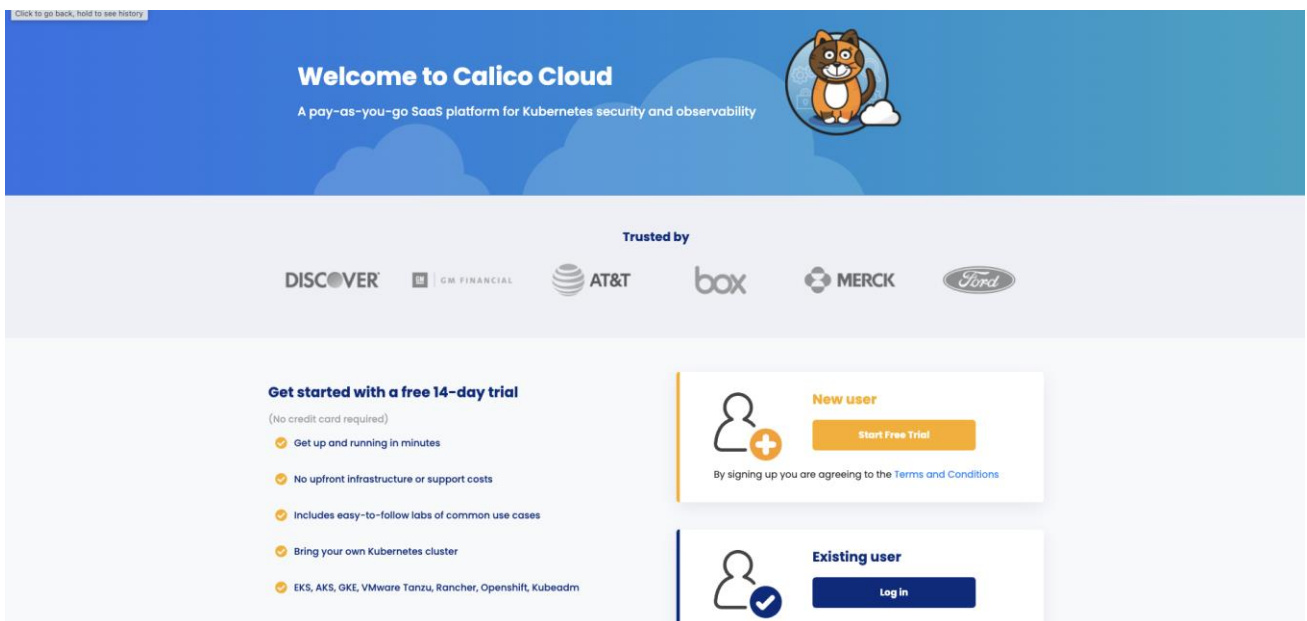 Click to go back, hold to see history
Welcome to Calico Cloud
A pay-as-you-go SaaS platform for Kubernetes security and observability
Trusted by
DISCOVER
GM GM FINANCIAL
AT&T
box
MERCK
Ford
Get started with a free 14-day trial
(No credit card required)
Get up and running in minutes
No upfront infrastructure or support costs
Includes easy-to-follow labs of common use cases
Bring your own Kubernetes cluster
EKS, AKS, GKE, VMware Tanzu, Rancher, Openshift, Kubeadm
New user
Start Free Trial
By signing up you are agreeing to the Terms and Conditions
Existing user
Log in